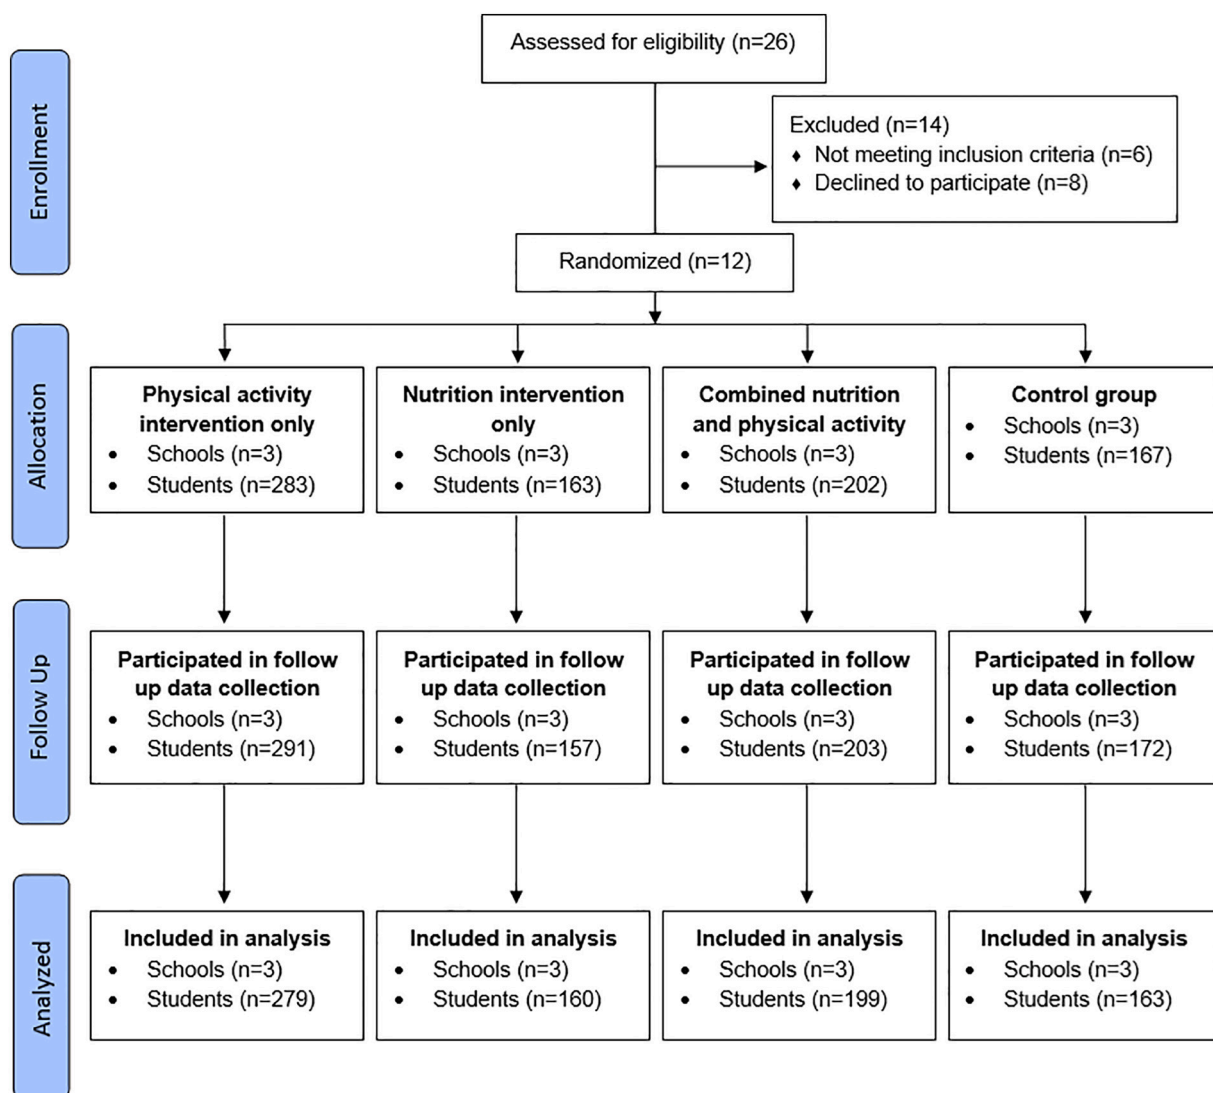 Enrollment
Assessed for eligibility (n=26)
Excluded (n=14)
♦ Not meeting inclusion criteria (n=6)
♦ Declined to participate (n=8)
Randomized (n=12)
Allocation
Physical activity
intervention only
• Schools (n=3)
• Students (n=283)
Nutrition intervention
only
• Schools (n=3)
• Students (n=163)
Combined nutrition
and physical activity
• Schools (n=3)
• Students (n=202)
Control group
• Schools (n=3)
• Students (n=167)
Follow Up
Participated in follow
up data collection
• Schools (n=3)
• Students (n=291)
Participated in follow
up data collection
• Schools (n=3)
• Students (n=157)
Participated in follow
up data collection
• Schools (n=3)
• Students (n=203)
Participated in follow
up data collection
• Schools (n=3)
• Students (n=172)
Analyzed
Included in analysis
• Schools (n=3)
• Students (n=279)
Included in analysis
• Schools (n=3)
• Students (n=160)
Included in analysis
• Schools (n=3)
• Students (n=199)
Included in analysis
• Schools (n=3)
• Students (n=163)